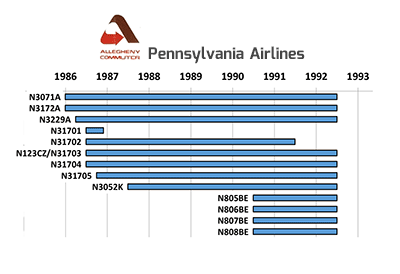 ALLEGHENY
COMMUTER
Pennsylvania Airlines
1986 1987 1988 1989 1990 1991 1992 1993
N3071A
N3172A
N3229A
N31701
N31702
N123CZ/N31703
N31704
N31705
N3052K
N805BE
N806BE
N807BE
N808BE